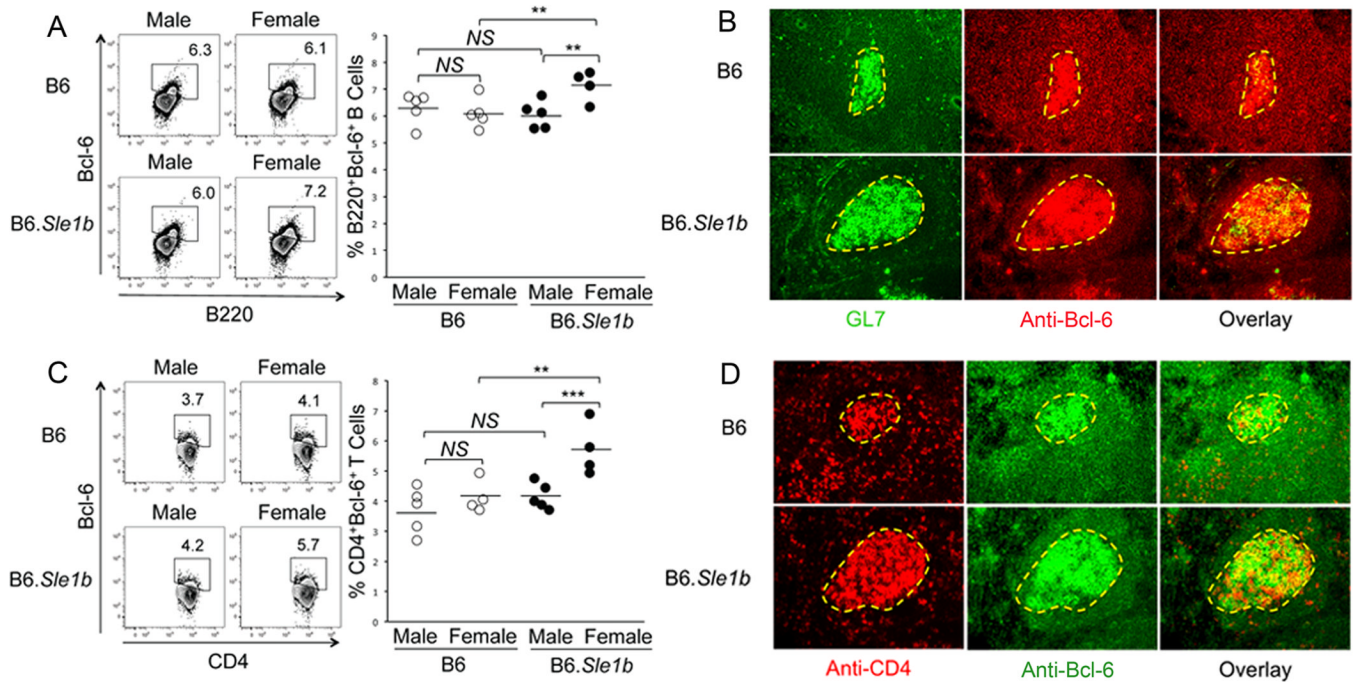 A
Male Female
B6
6.3 6.1
Male Female
B6.Sle1b
6.0 7.2
Bcl-6
B220
% B220+Bcl-6+ B Cells
9
8
7
6
5
4
3
2
1
0
**
NS **
NS
Male Female Male Female
B6 B6.Sle1b
B
B6
B6.Sle1b
GL7 Anti-Bcl-6 Overlay
C
Male Female
B6
3.7 4.1
Male Female
B6.Sle1b
4.2 5.7
Bcl-6
CD4
% CD4+Bcl-6+ T Cells
8
7
6
5
4
3
2
1
0
**
***
NS
NS
Male Female Male Female
B6 B6.Sle1b
D
B6
B6.Sle1b
Anti-CD4 Anti-Bcl-6 Overlay